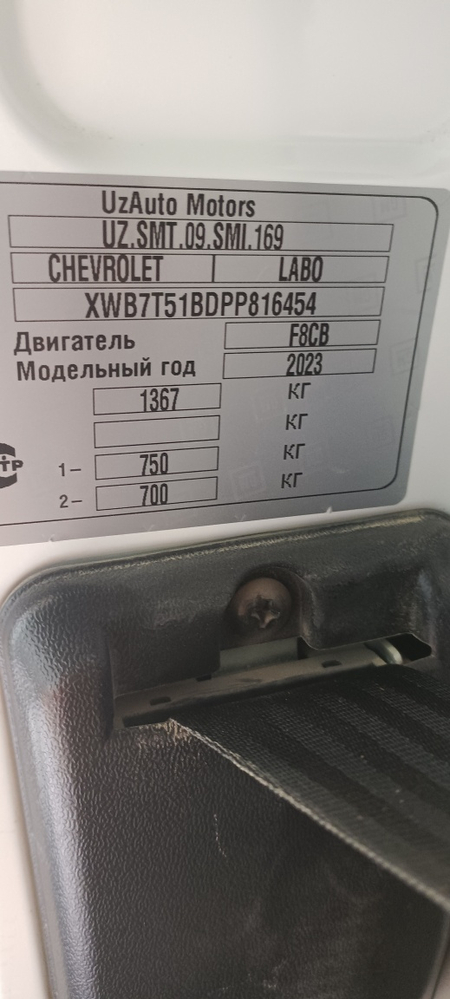 UzAuto Motors
UZ.SMT.09.SMI.169
CHEVROLET LABO
XWB7T51BDPP816454
Двигатель F8CB
Модельный год 2023
1367 КГ
КГ
1– 750 КГ
2– 700 КГ